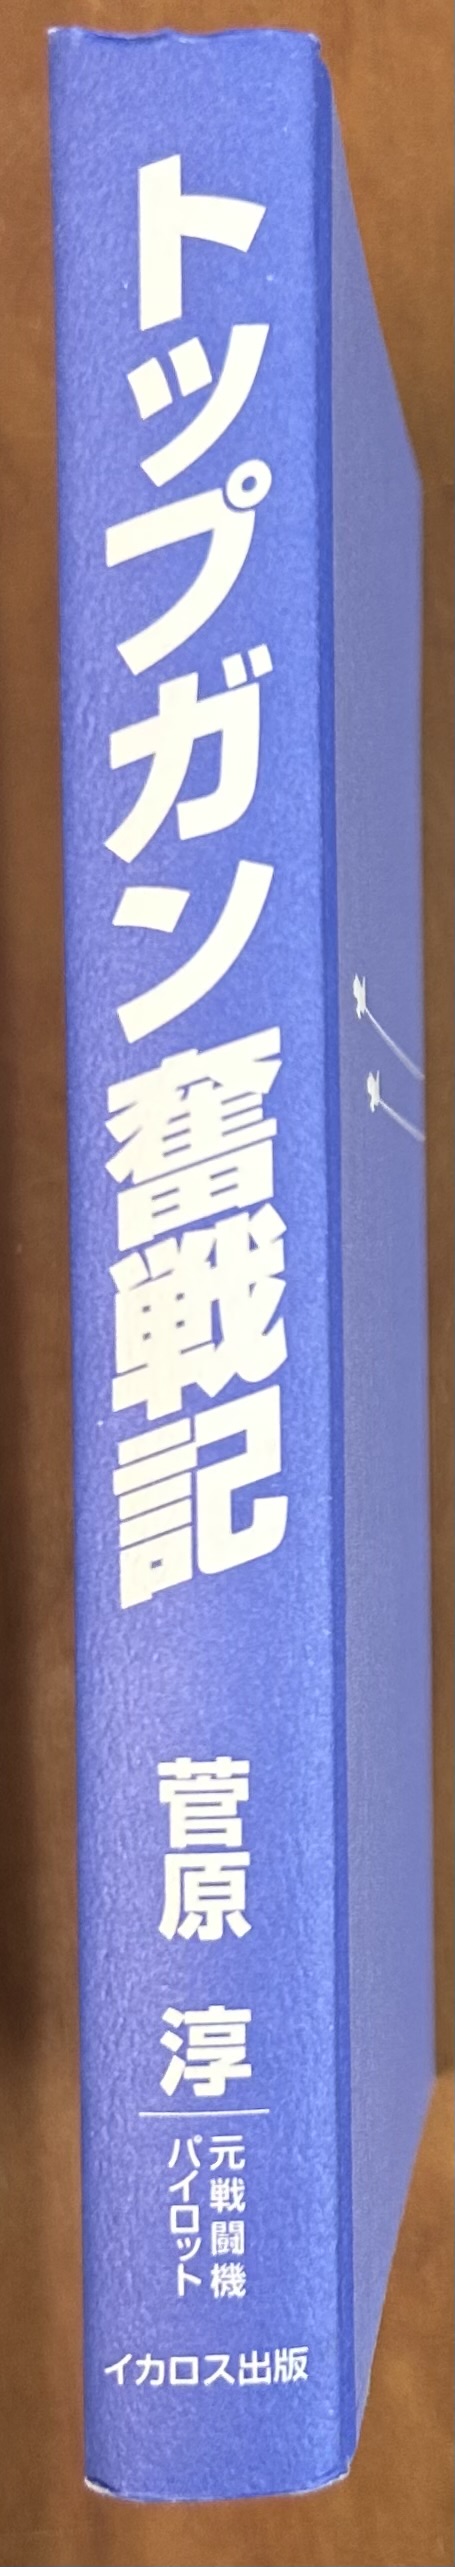 トップガン奮戦記
菅原 淳
元戦闘機
パイロット
イカロス出版